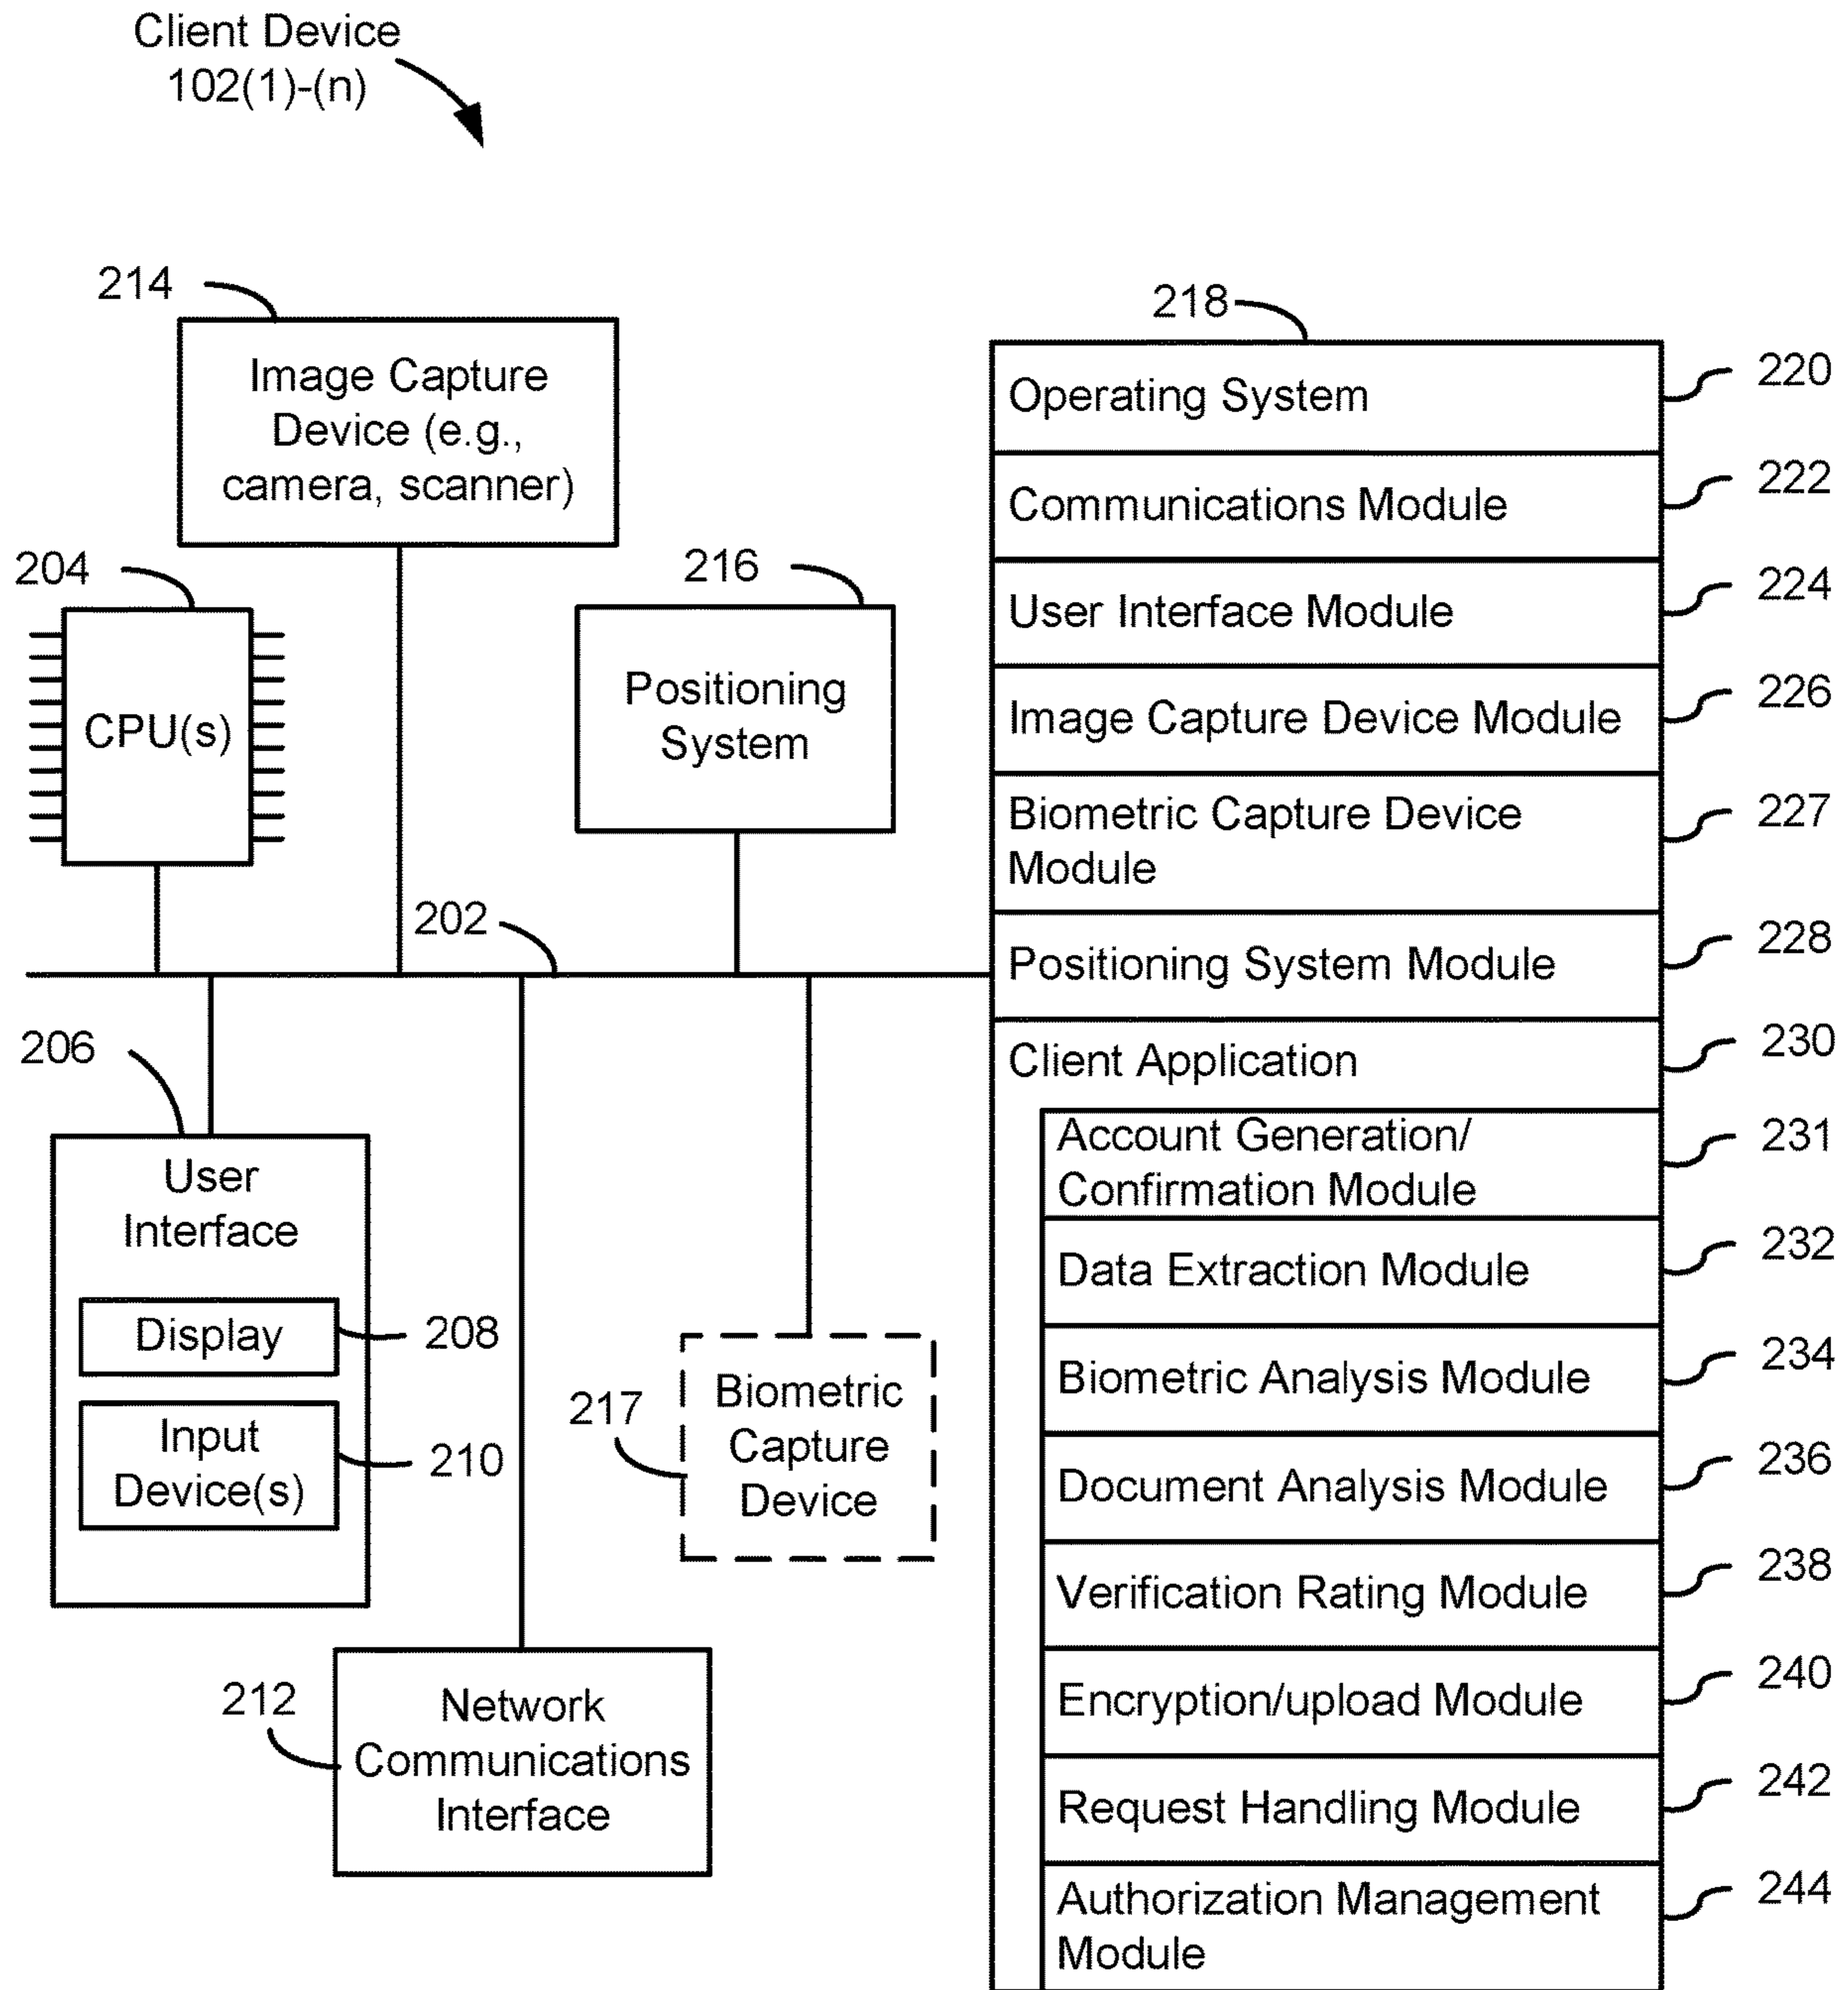 Client Device
102(1)-(n)
214
Image Capture
Device (e.g.,
camera, scanner)
204
CPU(s)
216
Positioning
System
202
206
User
Interface
Display
208
Input
Device(s)
210
217
Biometric
Capture
Device
212
Network
Communications
Interface
218
Operating System
220
Communications Module
222
User Interface Module
224
Image Capture Device Module
226
Biometric Capture Device
Module
227
Positioning System Module
228
Client Application
230
Account Generation/
Confirmation Module
231
Data Extraction Module
232
Biometric Analysis Module
234
Document Analysis Module
236
Verification Rating Module
238
Encryption/upload Module
240
Request Handling Module
242
Authorization Management
Module
244